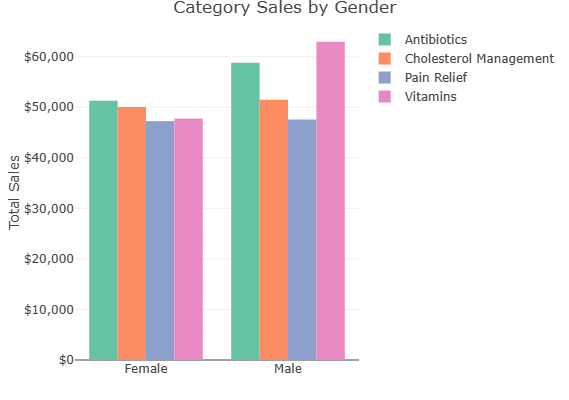 Category Sales by Gender
Antibiotics
Cholesterol Management
Pain Relief
Vitamins
Total Sales
$60,000
$50,000
$40,000
$30,000
$20,000
$10,000
$0
Female
Male